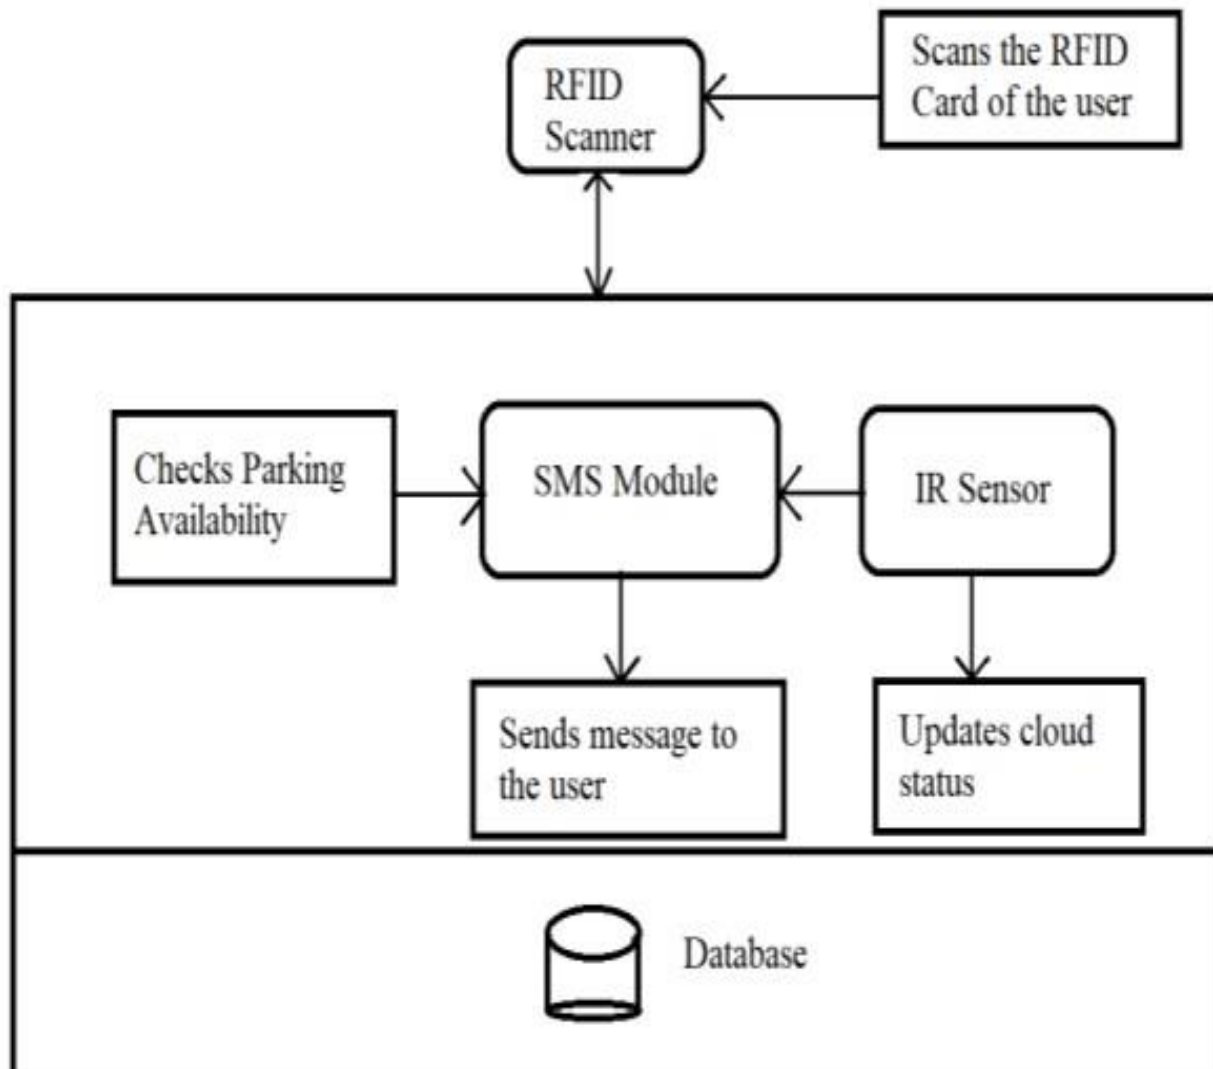 RFID
Scanner
Scans the RFID
Card of the user
Checks Parking
Availability
SMS Module
IR Sensor
Sends message to
the user
Updates cloud
status
Database